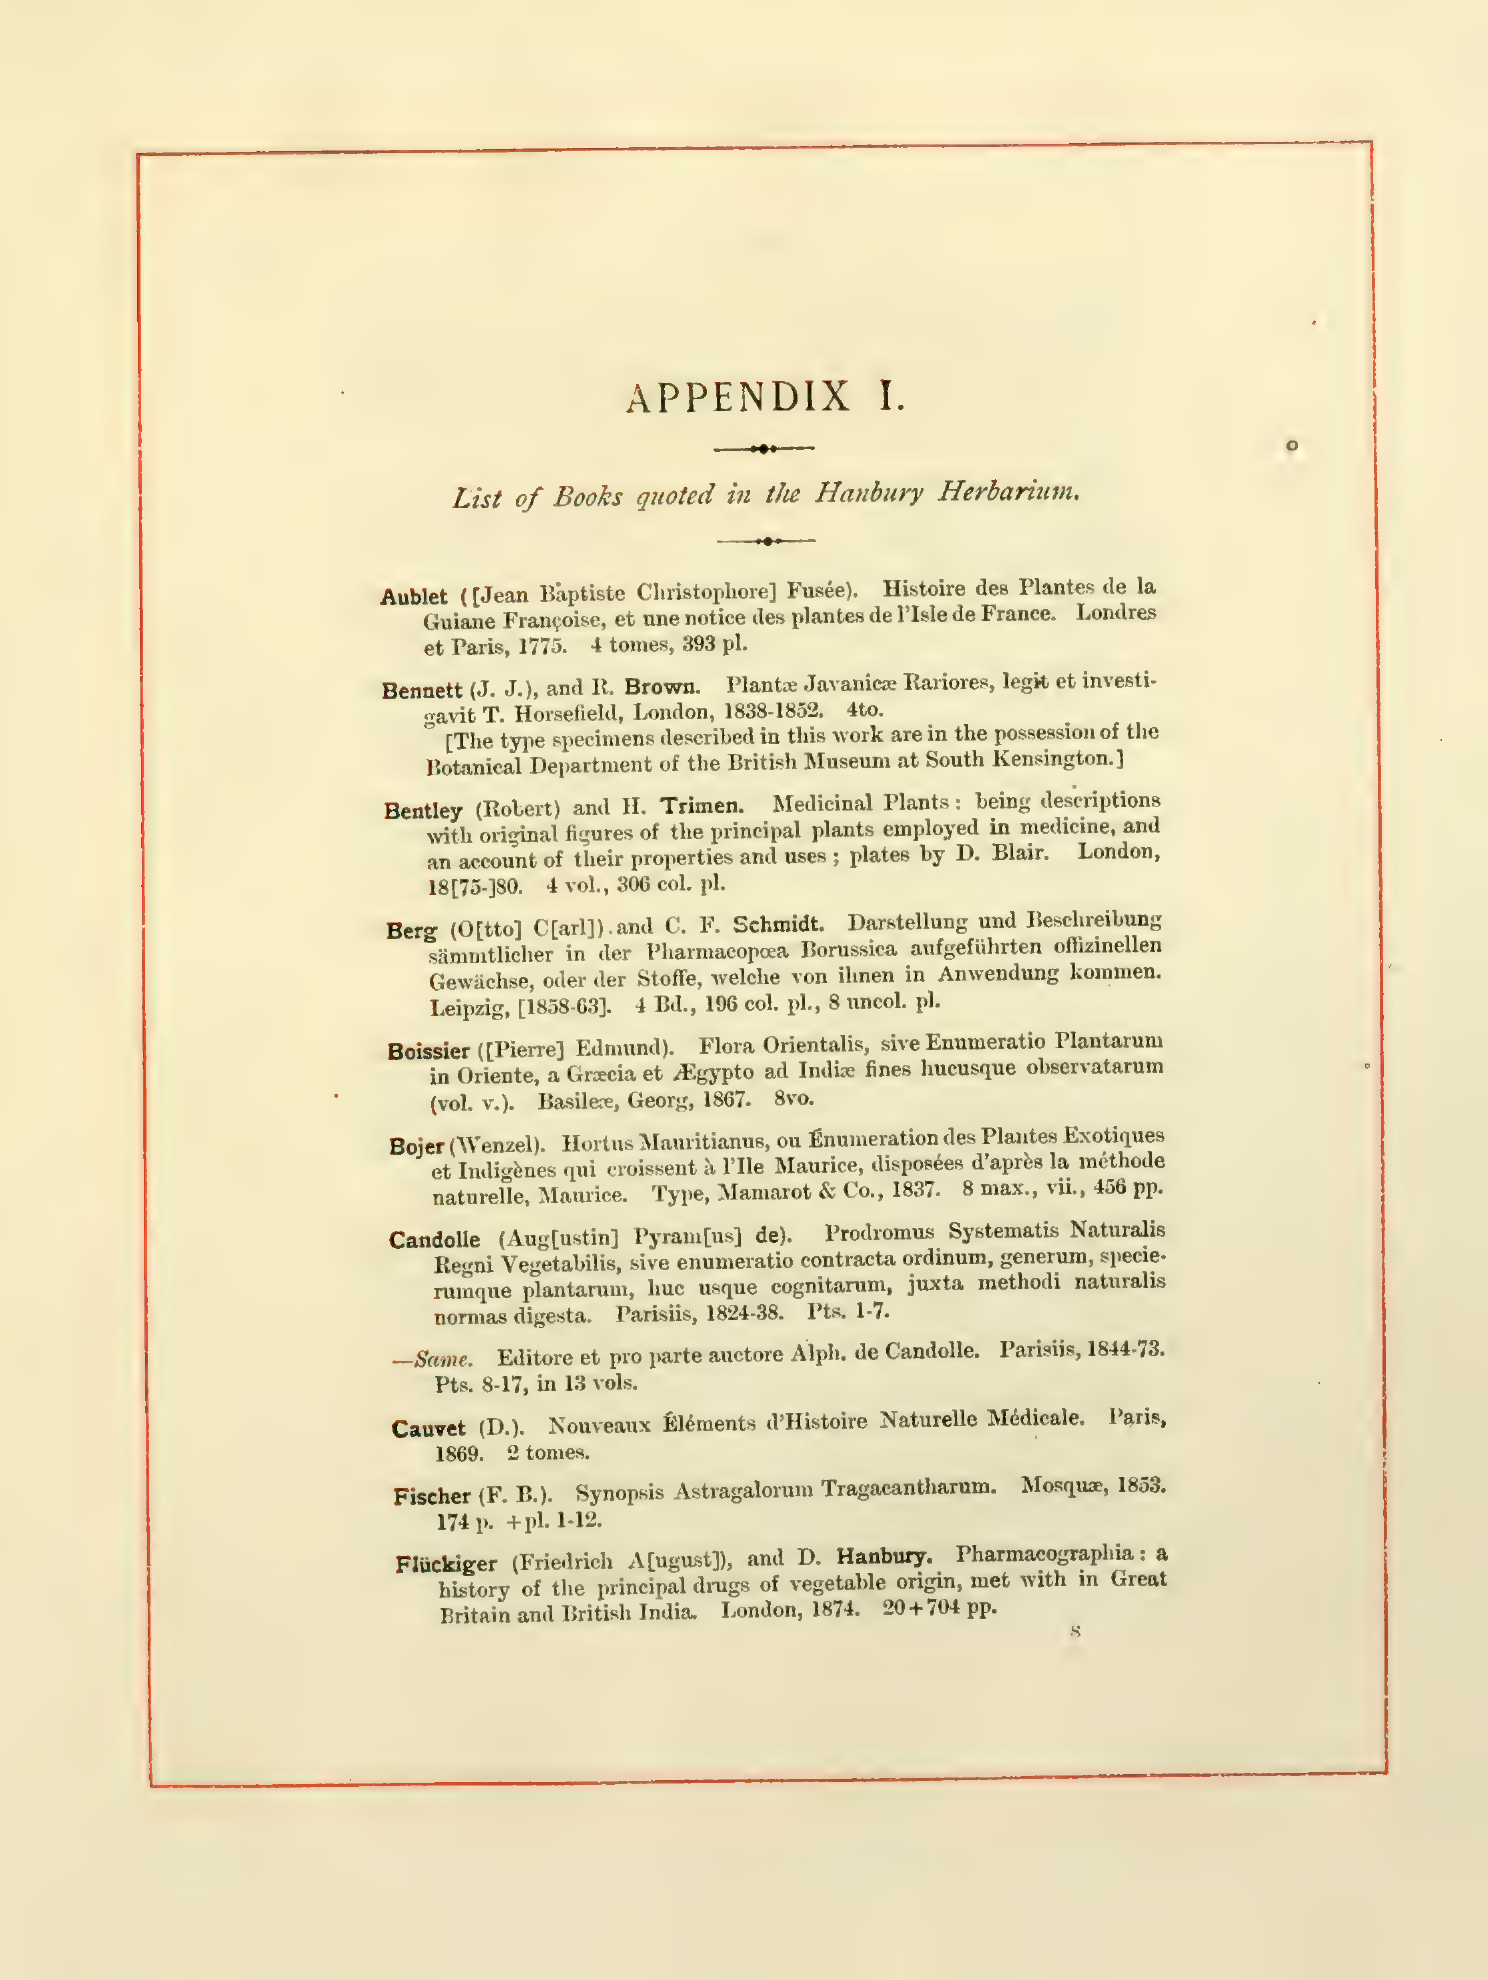 APPENDIX I.
List of Books quoted in the Hanbury Herbarium.
Aublet ([Jean Baptiste Christophore] Fusée). Histoire des Plantes de la
Guiane Françoise, et une notice des plantes de l'Isle de France. Londres
et Paris, 1775. 4 tomes, 393 pl.
Bennett (J. J.), and R. Brown. Plantæ Javanicæ Rariores, legit et investi-
gavit T. Horsefield, London, 1838-1852. 4to.
[The type specimens described in this work are in the possession of the
Botanical Department of the British Museum at South Kensington.]
Bentley (Robert) and H. Trimen. Medicinal Plants: being descriptions
with original figures of the principal plants employed in medicine, and
an account of their properties and uses; plates by D. Blair. London,
18[75-]80. 4 vol., 306 col. pl.
Berg (O[tto] C[arl]). and C. F. Schmidt. Darstellung und Beschreibung
sämmtlicher in der Pharmacopœa Borussica aufgeführten offizinellen
Gewächse, oder der Stoffe, welche von ihnen in Anwendung kommen.
Leipzig, [1858-63]. 4 Bd., 196 col. pl., 8 uncol. pl.
Boissier ([Pierre] Edmund). Flora Orientalis, sive Enumeratio Plantarum
in Oriente, a Græcia et Ægypto ad Indiæ fines hucusque observatarum
(vol. v.). Basileæ, Georg, 1867. 8vo.
Bojer (Wenzel). Hortus Mauritianus, ou Énumeration des Plantes Exotiques
et Indigènes qui croissent à l'Ile Maurice, disposées d'après la méthode
naturelle, Maurice. Type, Mamarot & Co., 1837. 8 max., vii., 456 pp.
Candolle (Aug[ustin] Pyram[us] de). Prodromus Systematis Naturalis
Regni Vegetabilis, sive enumeratio contracta ordinum, generum, specie-
rumque plantarum, huc usque cognitarum, juxta methodi naturalis
normas digesta. Parisiis, 1824-38. Pts. 1-7.
—Same. Editore et pro parte auctore Alph. de Candolle. Parisiis, 1844-73.
Pts. 8-17, in 13 vols.
Cauvet (D.). Nouveaux Éléments d'Histoire Naturelle Médicale. Paris,
1869. 2 tomes.
Fischer (F. B.). Synopsis Astragalorum Tragacantharum. Mosquæ, 1853.
174 p. +pl. 1-12.
Flückiger (Friedrich A[ugust]), and D. Hanbury. Pharmacographia: a
history of the principal drugs of vegetable origin, met with in Great
Britain and British India. London, 1874. 20+704 pp.
S